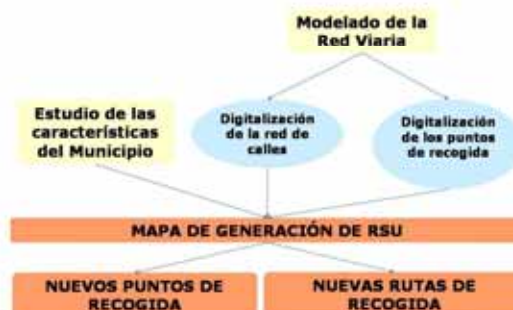 Modelado de la
Red Viaria
Estudio de las
características
del Municipio
Digitalización
de la red de
calles
Digitalización
de los puntos
de recogida
MAPA DE GENERACIÓN DE RSU
NUEVOS PUNTOS DE
RECOGIDA
NUEVAS RUTAS DE
RECOGIDA